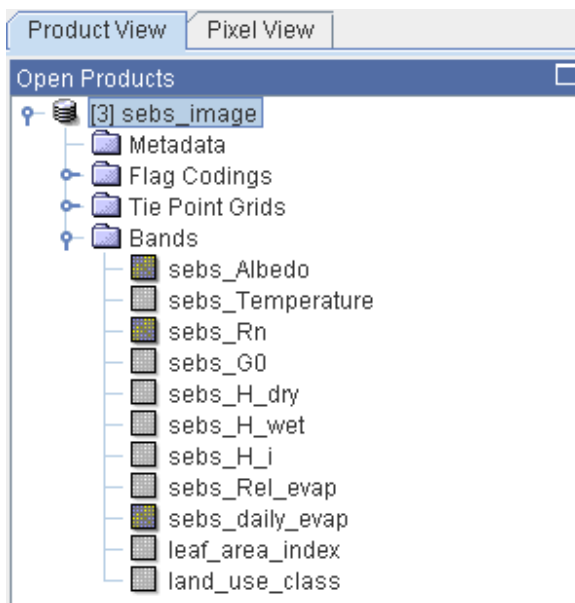 Product View Pixel View
Open Products
[3] sebs_image
Metadata
Flag Codings
Tie Point Grids
Bands
sebs_Albedo
sebs_Temperature
sebs_Rn
sebs_G0
sebs_H_dry
sebs_H_wet
sebs_H_i
sebs_Rel_evap
sebs_daily_evap
leaf_area_index
land_use_class